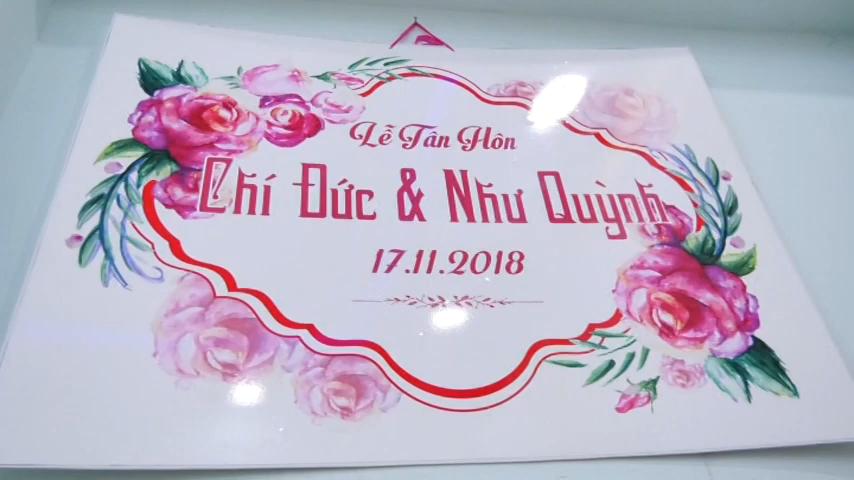 Lễ Tân Hôn
Chí Đức & Như Quỳnh
17.11.2018